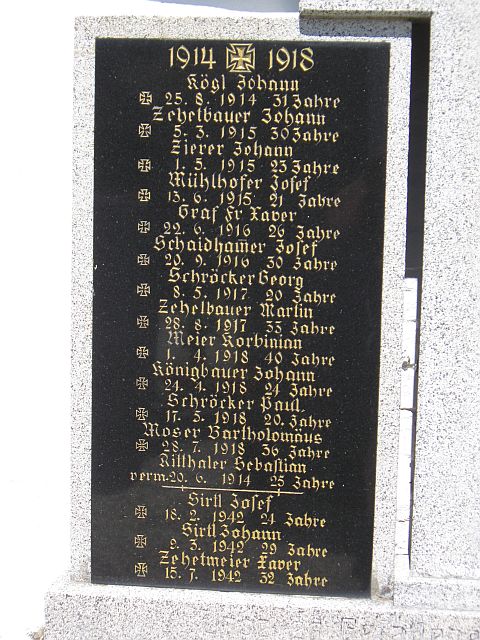 1914 1918
Kögl Johann
25. 8. 1914 31 Jahre
Zehetbauer Johann
5. 3. 1915 30 Jahre
Zierer Johann
1. 5. 1915 23 Jahre
Mühlhofer Josef
13. 6. 1915 21 Jahre
Graf Fr. Xaver
22. 6. 1916 26 Jahre
Schaidhamer Josef
20. 9. 1916 30 Jahre
Schröcker Georg
8. 5. 1917 20 Jahre
Zehetbauer Martin
28. 8. 1917 33 Jahre
Meier Korbinian
1. 4. 1918 40 Jahre
Königbauer Johann
24. 4. 1918 24 Jahre
Schröcker Paul
17. 5. 1918 20. Jahre
Moser Bartholomäus
28. 7. 1918 36 Jahre
Kitthaler Sebastian
verm. 20. 6. 1914 25 Jahre
Sirtl Josef
18. 2. 1942 24 Jahre
Sirtl Johann
9. 3. 1942 29 Jahre
Zehetmeier Xaver
15. 7. 1942 32 Jahre